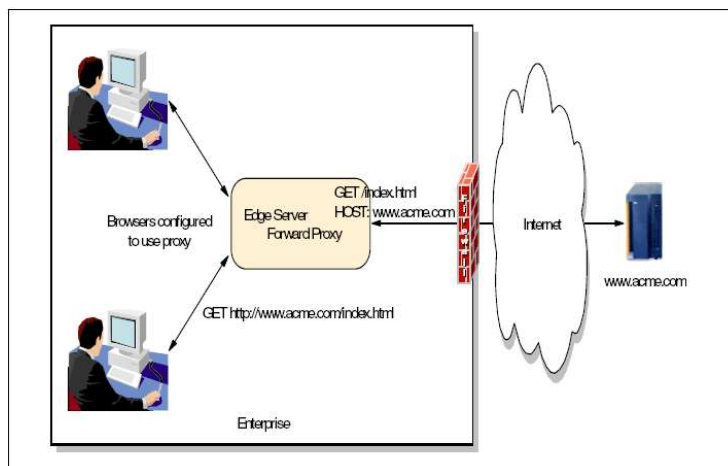 GET /index.html
HOST: www.acme.com
Edge Server
Forward Proxy
Browsers configured
to use proxy
Internet
www.acme.com
GET http://www.acme.com/index.html
Enterprise